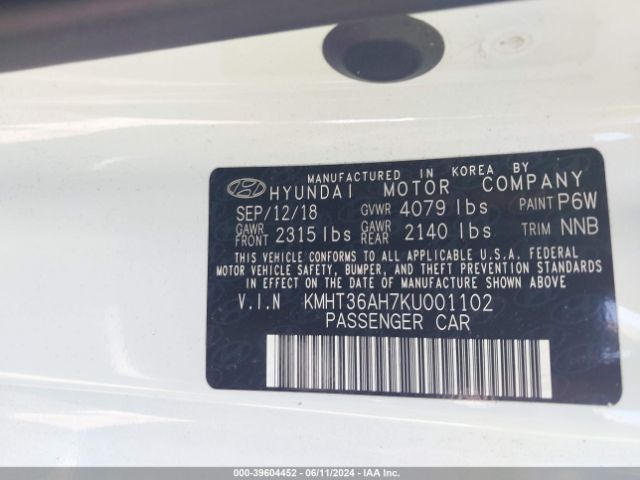 MANUFACTURED IN KOREA BY
HYUNDAI MOTOR COMPANY
SEP/12/18 GVWR 4079 lbs PAINT P6W
GAWR FRONT 2315 lbs GAWR REAR 2140 lbs TRIM NNB
THIS VEHICLE CONFORMS TO ALL APPLICABLE U.S.A. FEDERAL
MOTOR VEHICLE SAFETY, BUMPER, AND THEFT PREVENTION STANDARDS
IN EFFECT ON THE DATE OF MANUFACTURE SHOWN ABOVE
V.I.N KMHT36AH7KU001102
PASSENGER CAR
000-39604452 - 06/11/2024 - IAAI.COM